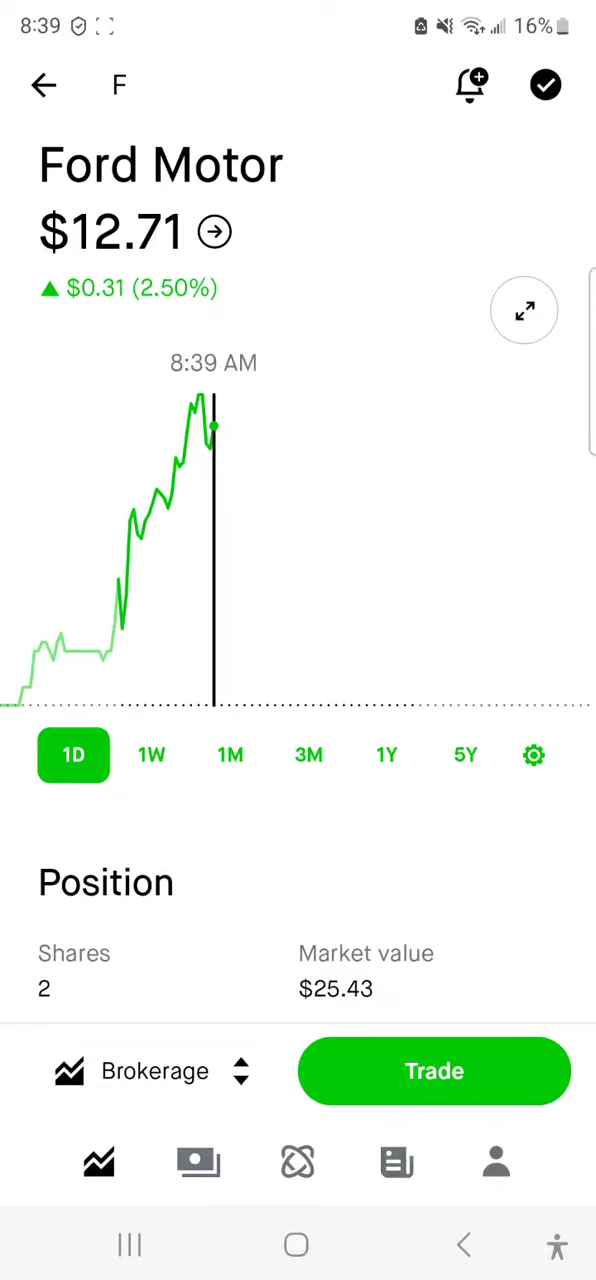 8:39 16%
F
Ford Motor
$12.71
▲ $0.31 (2.50%)
8:39 AM
1D 1W 1M 3M 1Y 5Y
Position
Shares Market value
2 $25.43
Brokerage Trade